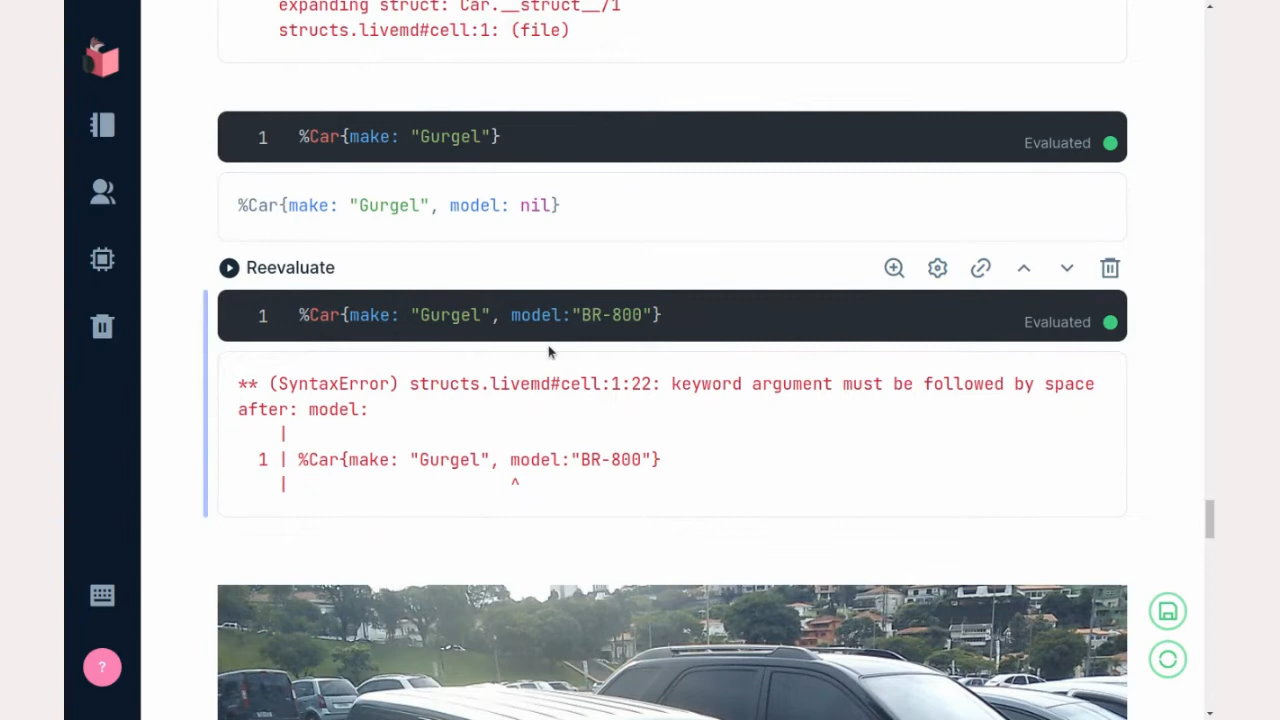 expanding struct: Car.__struct__/1
structs.livemd#cell:1: (file)
1 %Car{make: "Gurgel"}
Evaluated
%Car{make: "Gurgel", model: nil}
Reevaluate
1 %Car{make: "Gurgel", model:"BR-800"}
Evaluated
** (SyntaxError) structs.livemd#cell:1:22: keyword argument must be followed by space
after: model:
|
1 | %Car{make: "Gurgel", model:"BR-800"}
| ^
?